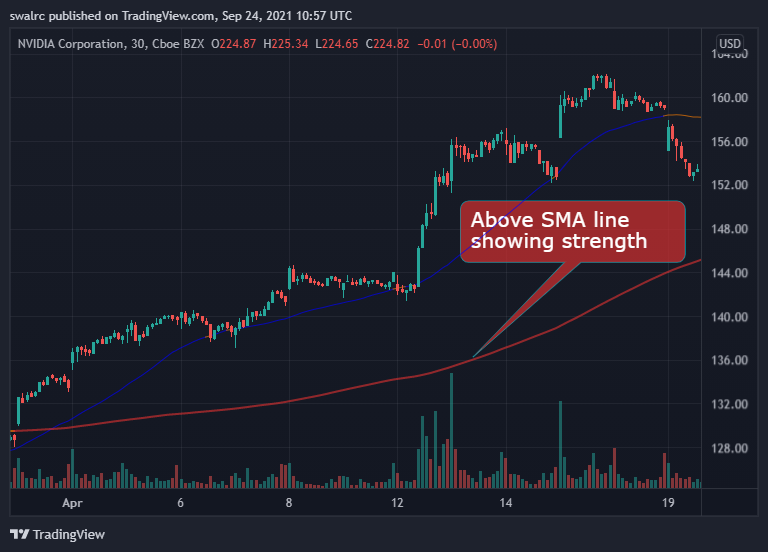 swalrc published on TradingView.com, Sep 24, 2021 10:57 UTC
NVIDIA Corporation, 30, Cboe BZX O224.87 H225.34 L224.65 C224.82 −0.01 (−0.00%)
USD
164.00
160.00
156.00
152.00
Above SMA line
showing strength
148.00
144.00
140.00
136.00
132.00
128.00
Apr 6 8 12 14 19
TradingView